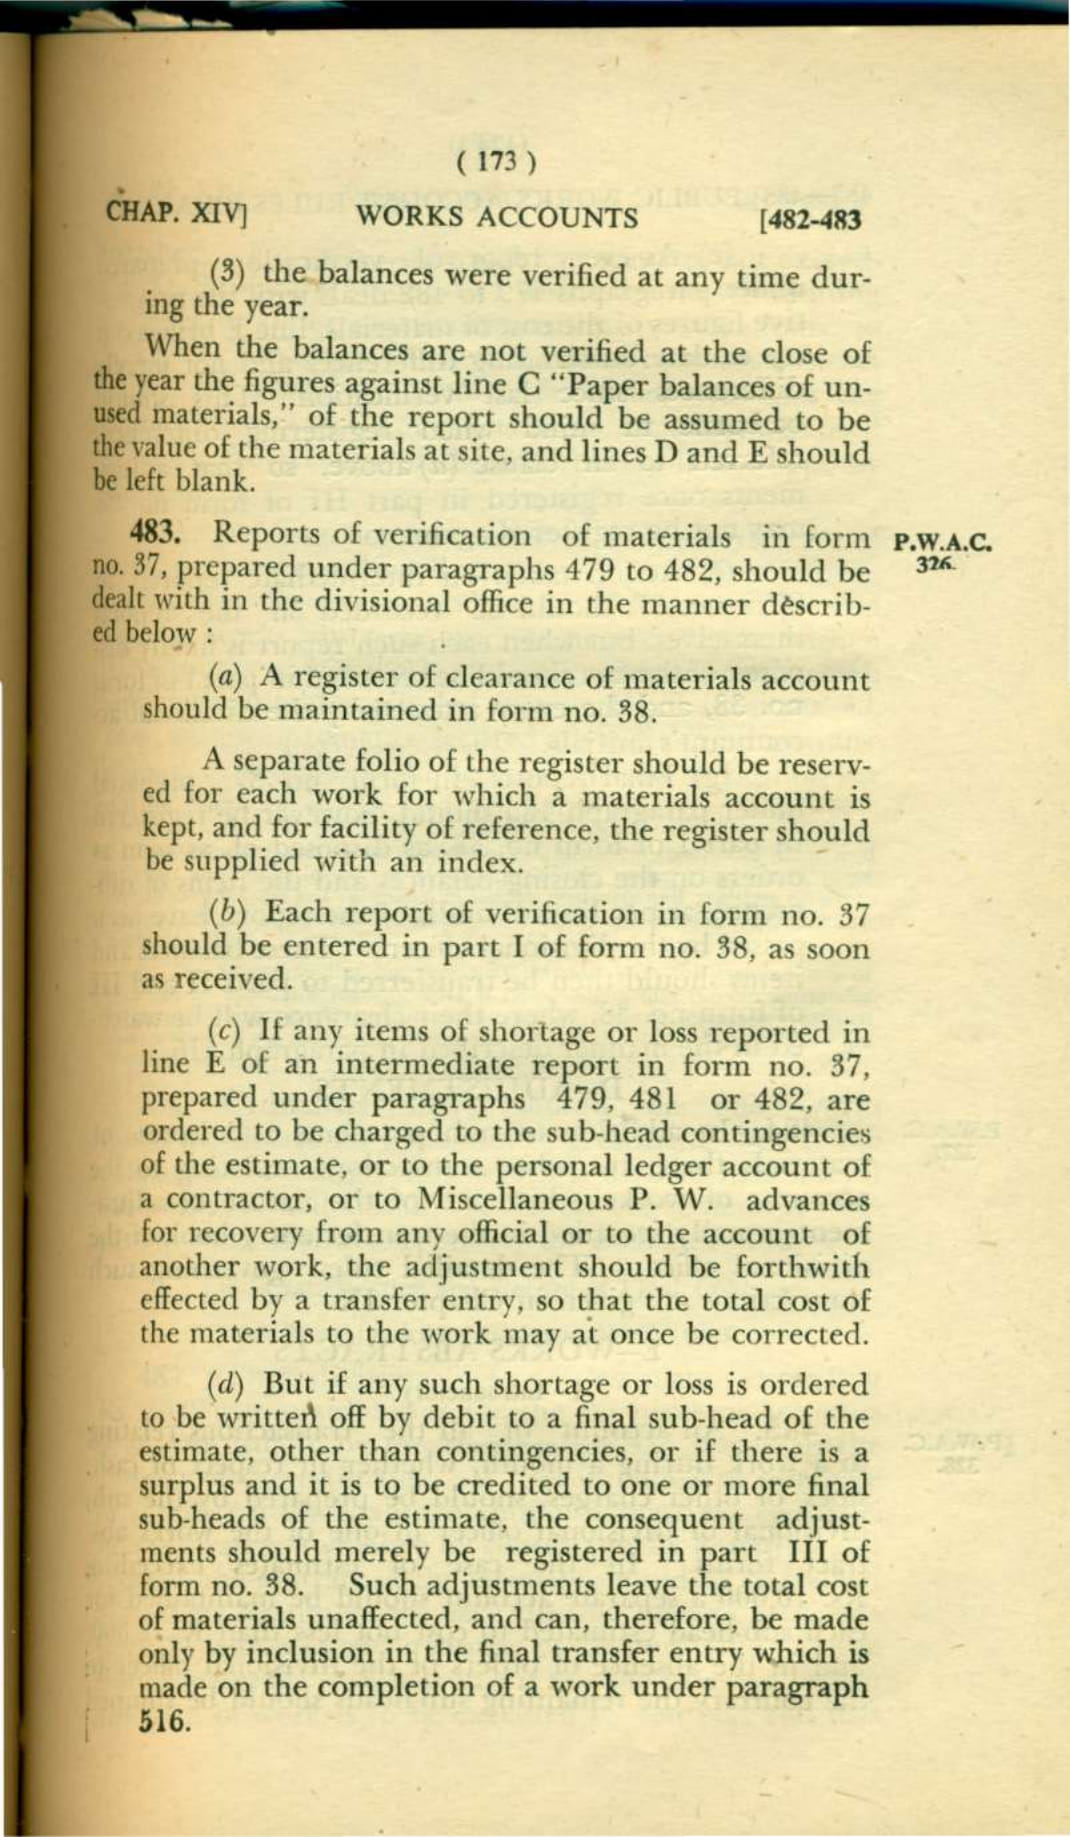 ( 173 )
CHAP. XIV] WORKS ACCOUNTS [482-483
(3) the balances were verified at any time dur-
ing the year.
When the balances are not verified at the close of
the year the figures against line C "Paper balances of un-
used materials," of the report should be assumed to be
the value of the materials at site, and lines D and E should
be left blank.
483. Reports of verification of materials in form P.W.A.C.
no. 37, prepared under paragraphs 479 to 482, should be 326.
dealt with in the divisional office in the manner describ-
ed below :
(a) A register of clearance of materials account
should be maintained in form no. 38.
A separate folio of the register should be reserv-
ed for each work for which a materials account is
kept, and for facility of reference, the register should
be supplied with an index.
(b) Each report of verification in form no. 37
should be entered in part I of form no. 38, as soon
as received.
(c) If any items of shortage or loss reported in
line E of an intermediate report in form no. 37,
prepared under paragraphs 479, 481 or 482, are
ordered to be charged to the sub-head contingencies
of the estimate, or to the personal ledger account of
a contractor, or to Miscellaneous P. W. advances
for recovery from any official or to the account of
another work, the adjustment should be forthwith
effected by a transfer entry, so that the total cost of
the materials to the work may at once be corrected.
(d) But if any such shortage or loss is ordered
to be written off by debit to a final sub-head of the
estimate, other than contingencies, or if there is a
surplus and it is to be credited to one or more final
sub-heads of the estimate, the consequent adjust-
ments should merely be registered in part III of
form no. 38. Such adjustments leave the total cost
of materials unaffected, and can, therefore, be made
only by inclusion in the final transfer entry which is
made on the completion of a work under paragraph
516.